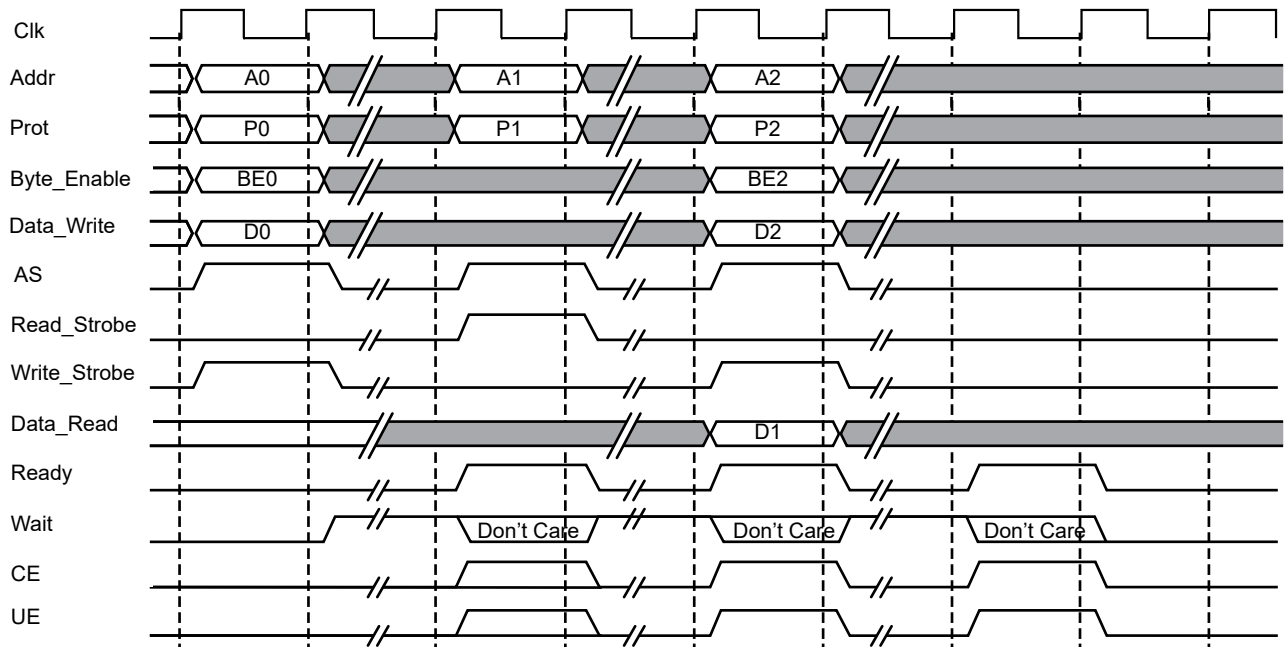 Clk
Addr A0 A1 A2
Prot P0 P1 P2
Byte_Enable BE0 BE2
Data_Write D0 D2
AS
Read_Strobe
Write_Strobe
Data_Read D1
Ready
Wait Don't Care Don't Care Don't Care
CE
UE